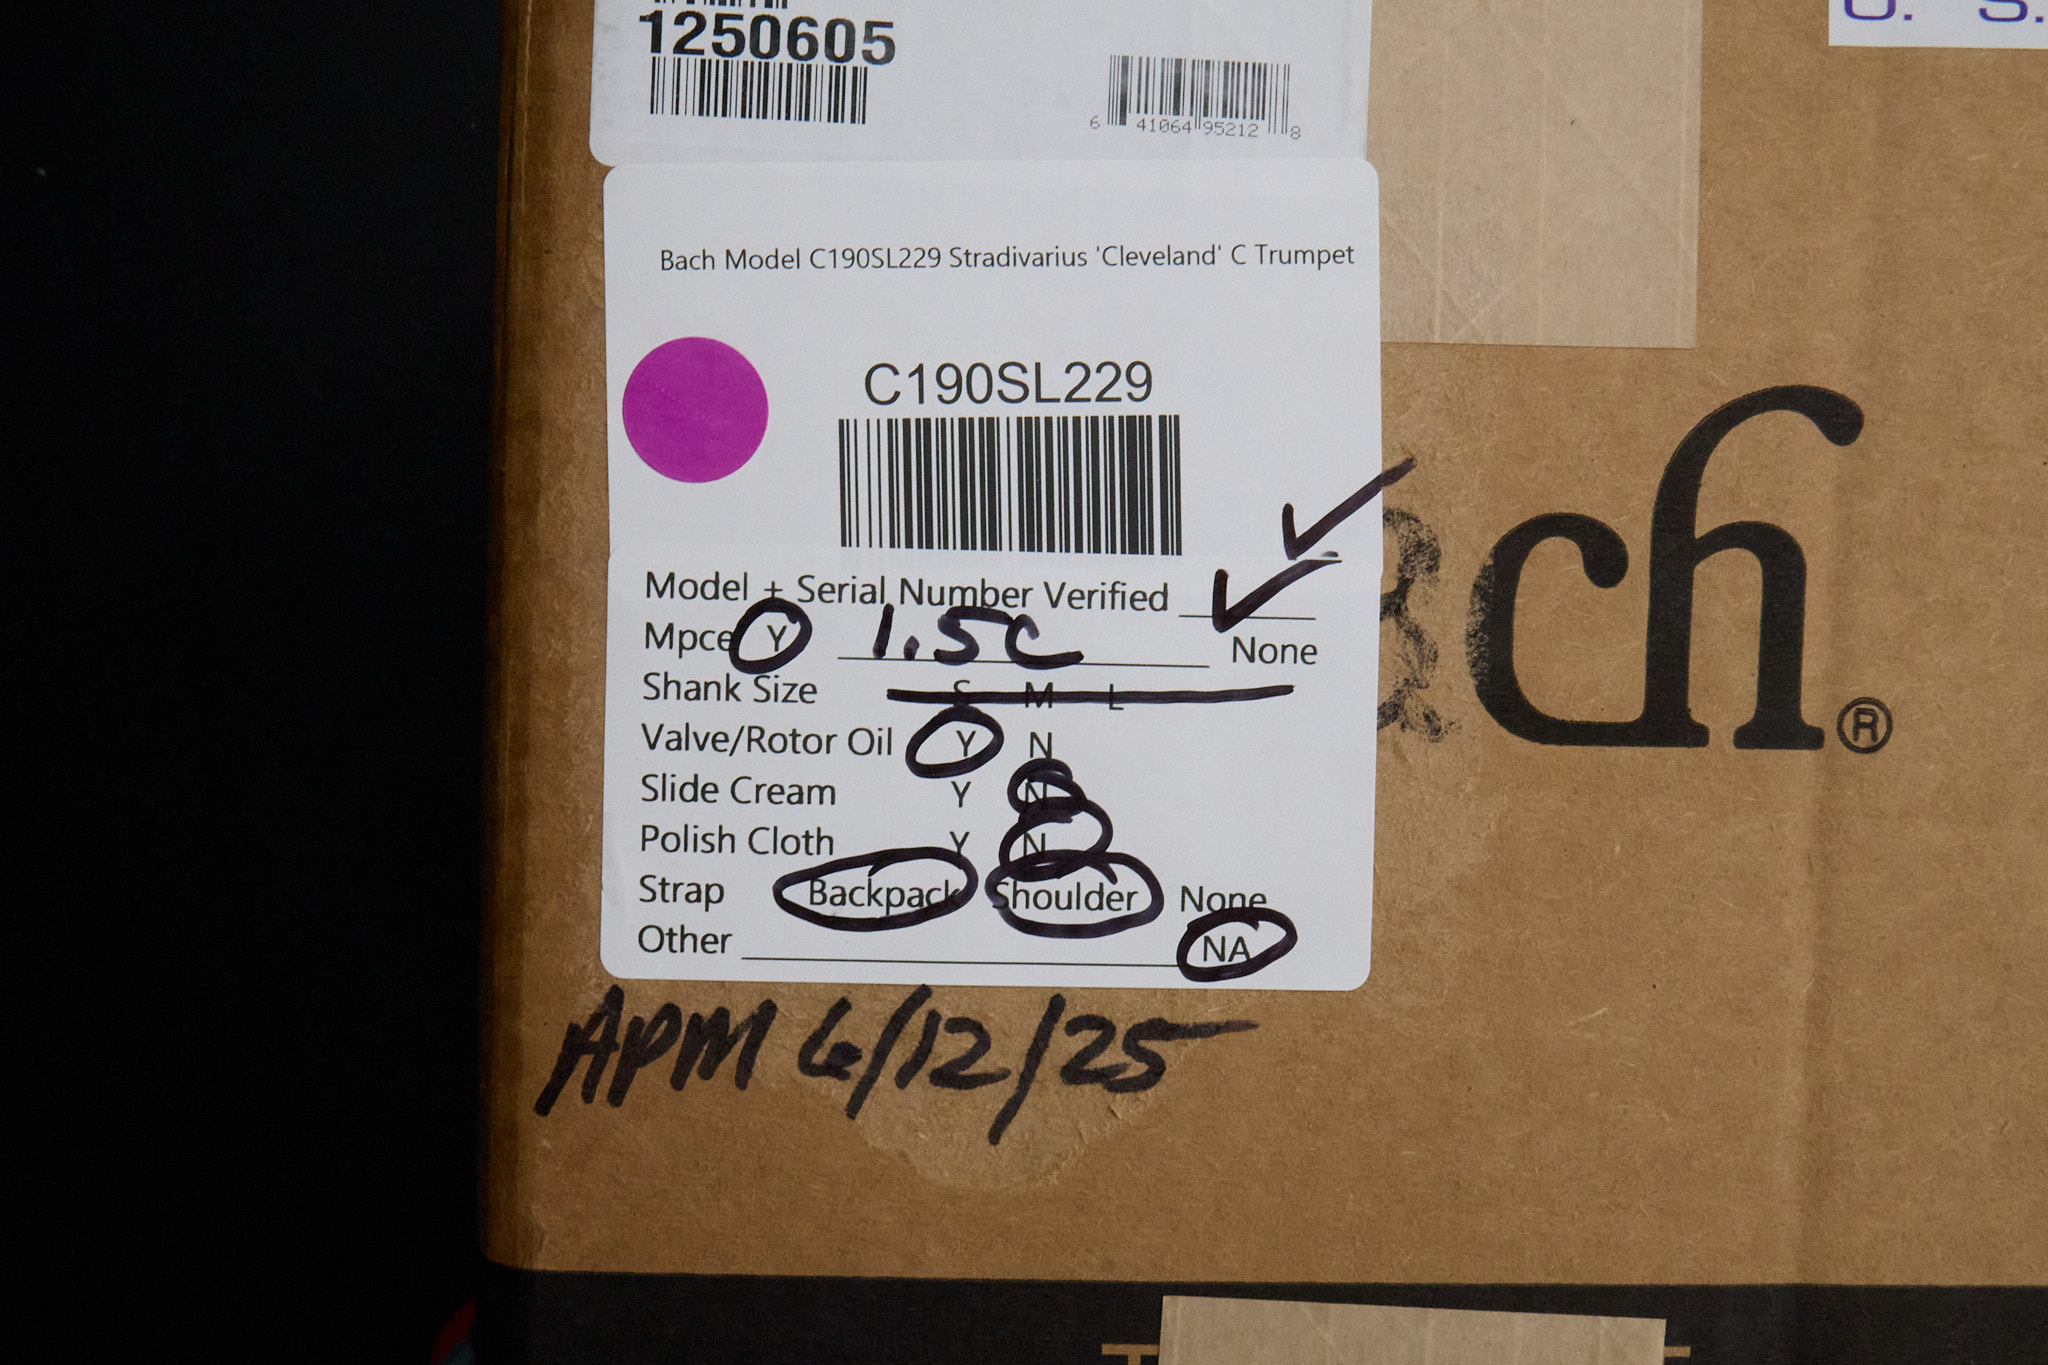 1250605
6 41064 95212 8
U. S.
Bach Model C190SL229 Stradivarius 'Cleveland' C Trumpet
C190SL229
Bach®
Model + Serial Number Verified ✓ ✓
Mpce Y 1.5C None
Shank Size S M L
Valve/Rotor Oil Y N
Slide Cream Y N
Polish Cloth Y N
Strap Backpack Shoulder None
Other NA
APM 6/12/25